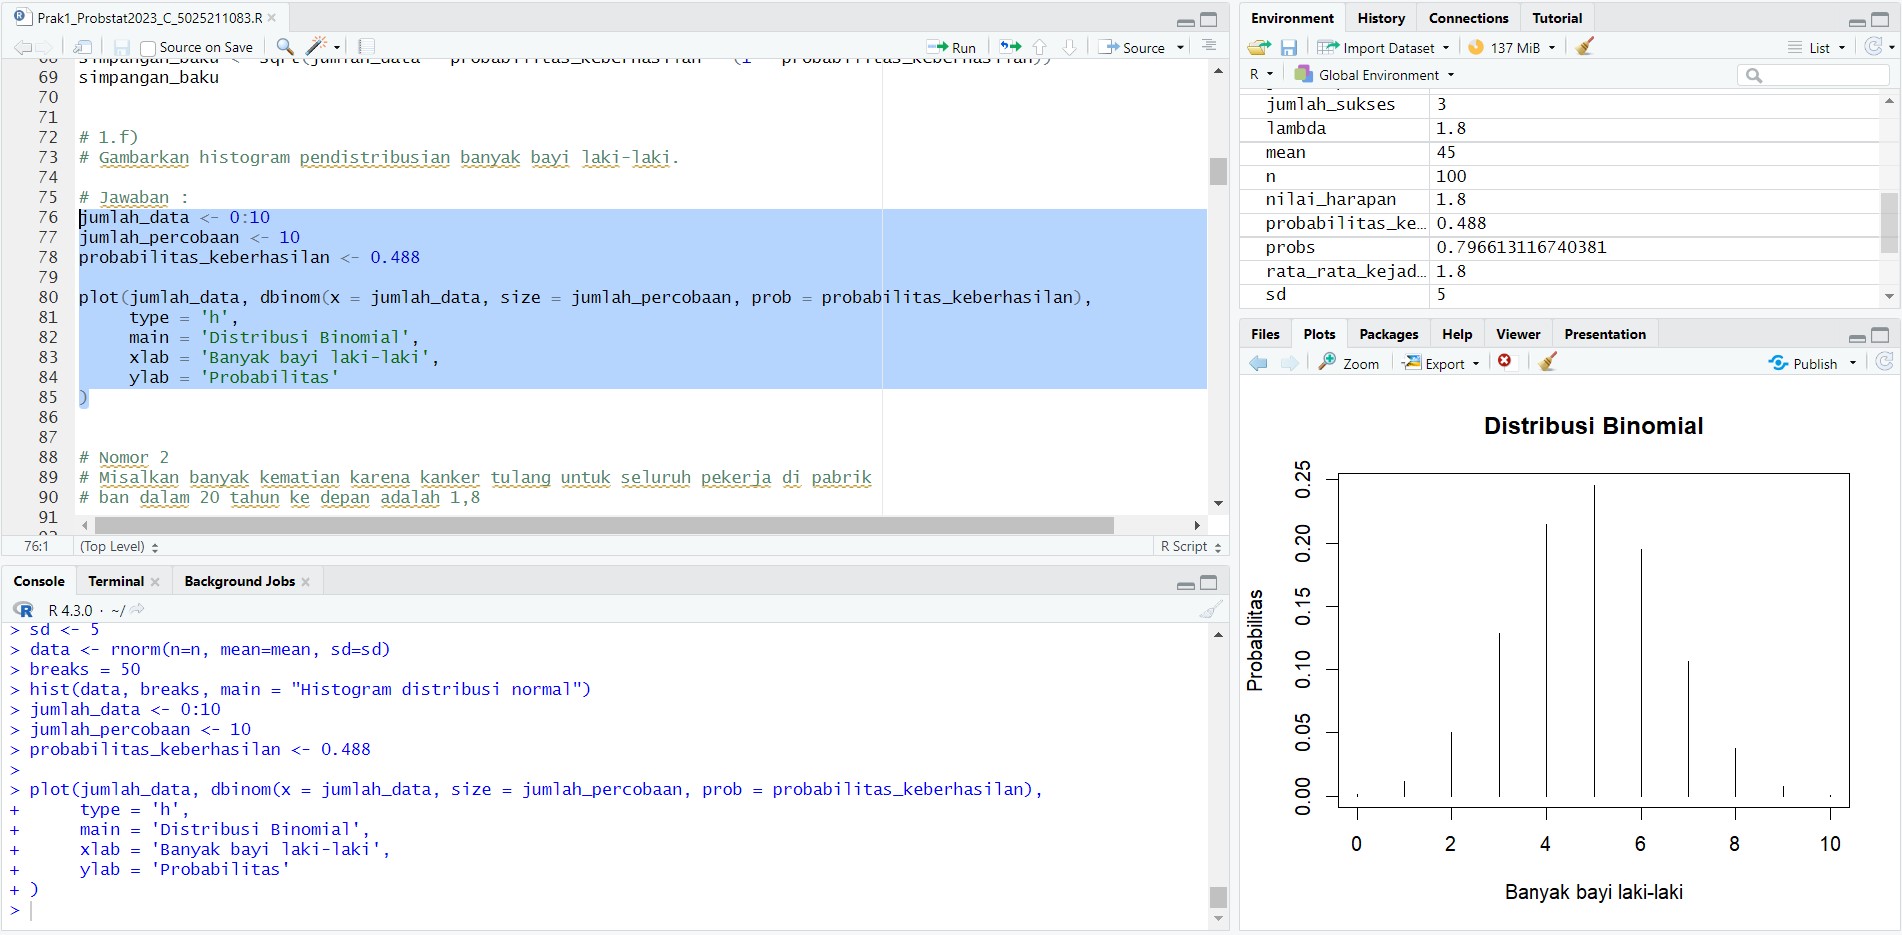 Prak1_Probstat2023_C_5025211083.R
Source on Save
Run
Source
69 simpangan_baku
70
71
72 # 1.f)
73 # Gambarkan histogram pendistribusian banyak bayi laki-laki.
74
75 # Jawaban :
76 jumlah_data <- 0:10
77 jumlah_percobaan <- 10
78 probabilitas_keberhasilan <- 0.488
79
80 plot(jumlah_data, dbinom(x = jumlah_data, size = jumlah_percobaan, prob = probabilitas_keberhasilan),
81 type = 'h',
82 main = 'Distribusi Binomial',
83 xlab = 'Banyak bayi laki-laki',
84 ylab = 'Probabilitas'
85 )
86
87
88 # Nomor 2
89 # Misalkan banyak kematian karena kanker tulang untuk seluruh pekerja di pabrik
90 # ban dalam 20 tahun ke depan adalah 1,8
91
76:1 (Top Level) R Script
Console Terminal Background Jobs
R 4.3.0 · ~/
> sd <- 5
> data <- rnorm(n=n, mean=mean, sd=sd)
> breaks = 50
> hist(data, breaks, main = "Histogram distribusi normal")
> jumlah_data <- 0:10
> jumlah_percobaan <- 10
> probabilitas_keberhasilan <- 0.488
>
> plot(jumlah_data, dbinom(x = jumlah_data, size = jumlah_percobaan, prob = probabilitas_keberhasilan),
+ type = 'h',
+ main = 'Distribusi Binomial',
+ xlab = 'Banyak bayi laki-laki',
+ ylab = 'Probabilitas'
+ )
>
Environment History Connections Tutorial
Import Dataset 137 MiB List
R Global Environment
jumlah_sukses 3
lambda 1.8
mean 45
n 100
nilai_harapan 1.8
probabilitas_ke… 0.488
probs 0.796613116740381
rata_rata_kejad… 1.8
sd 5
Files Plots Packages Help Viewer Presentation
Zoom Export Publish
Distribusi Binomial
Probabilitas
0.25
0.20
0.15
0.10
0.05
0.00
0 2 4 6 8 10
Banyak bayi laki-laki